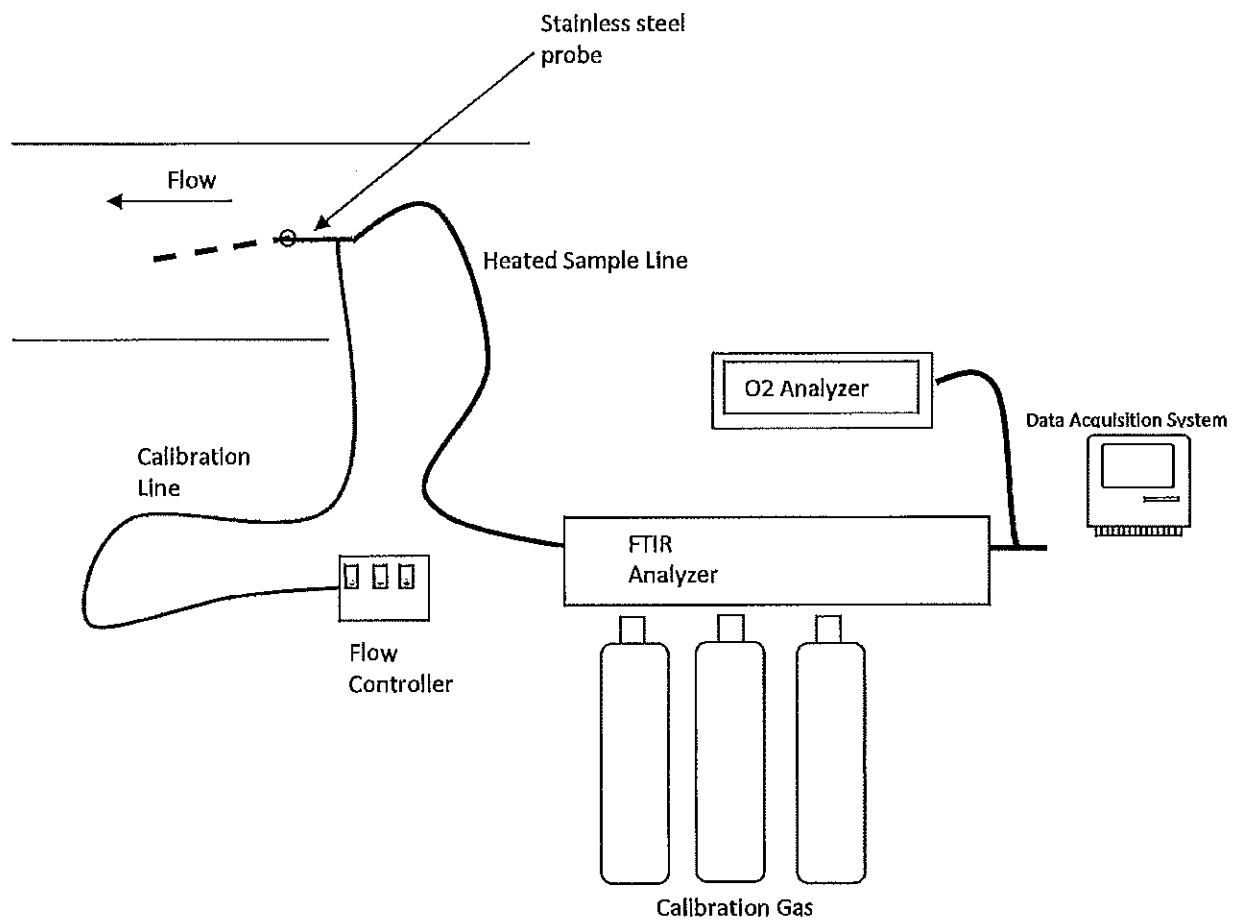 Stainless steel
probe
Flow
Heated Sample Line
O2 Analyzer
Data Acquisition System
Calibration
Line
FTIR
Analyzer
Flow
Controller
Calibration Gas